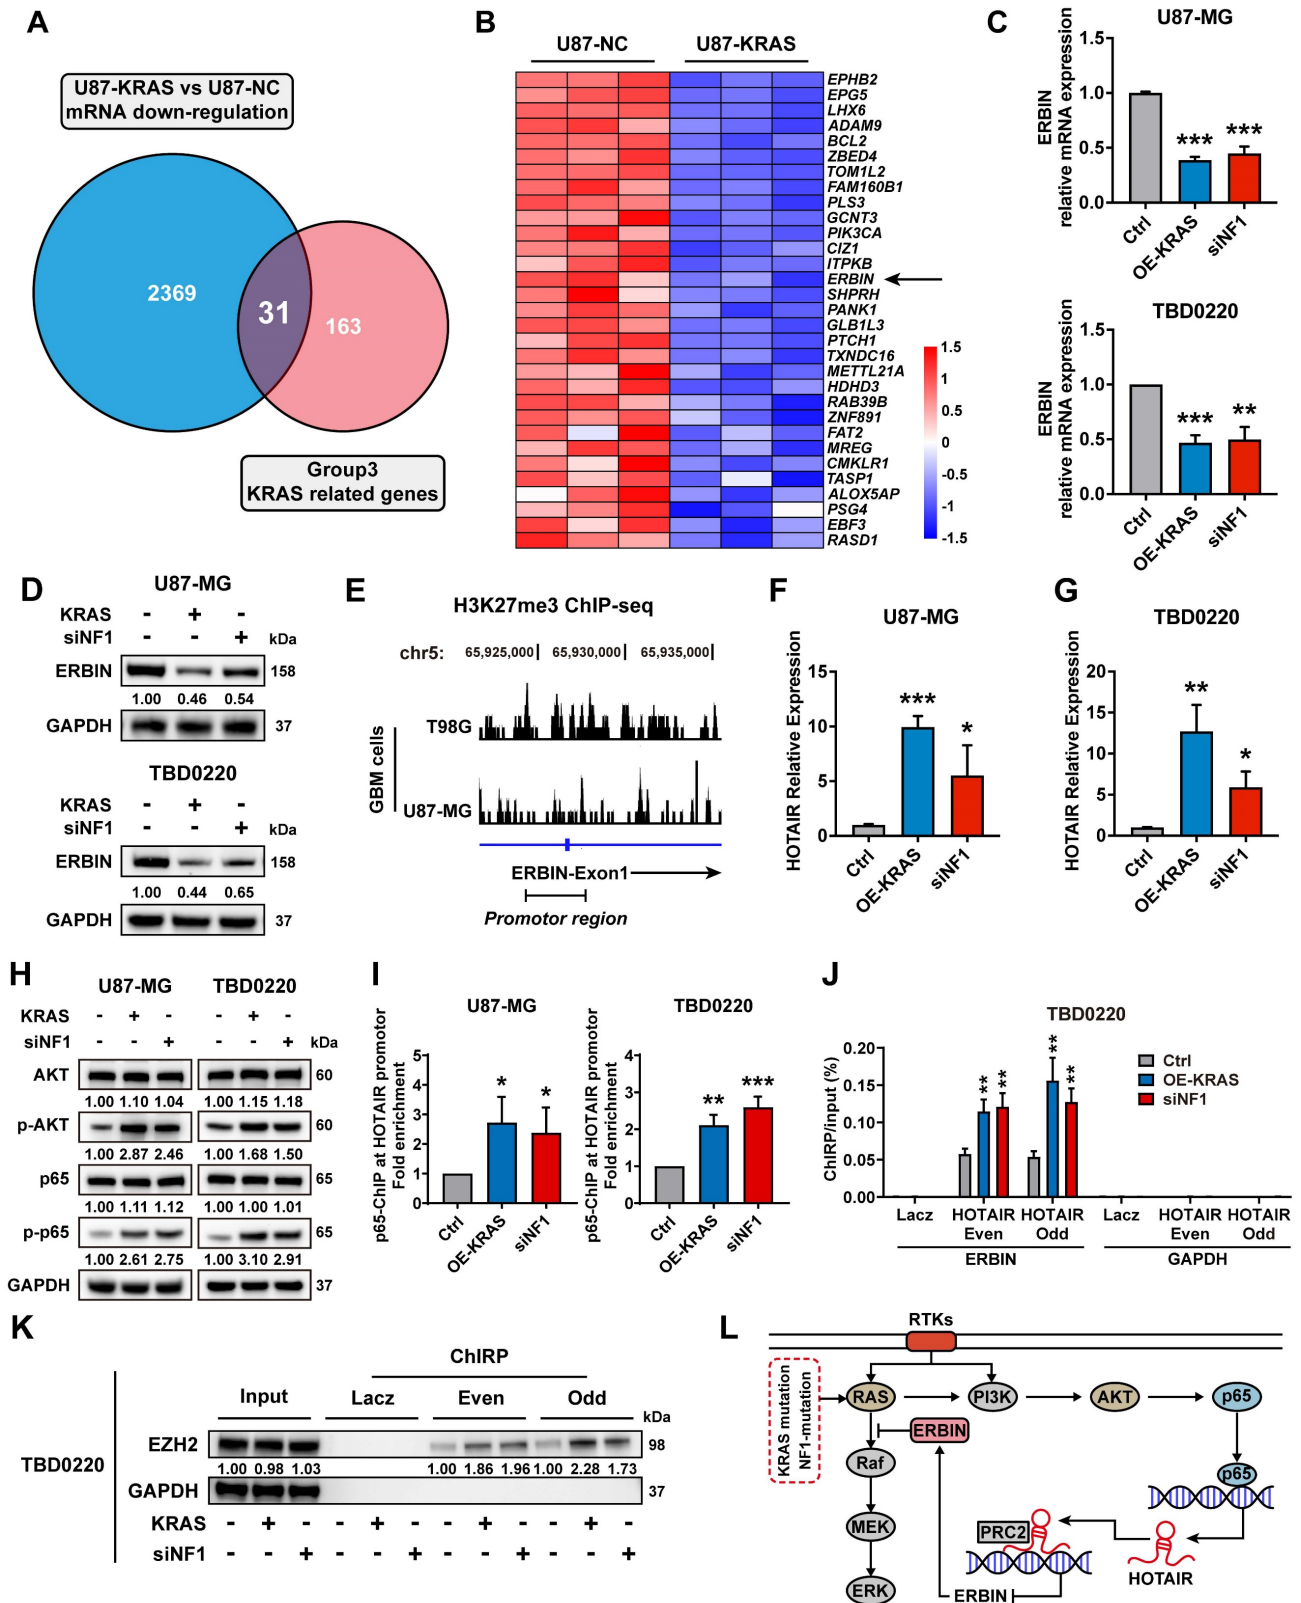 A
U87-KRAS vs U87-NC
mRNA down-regulation
2369
31
163
Group3
KRAS related genes
B
U87-NC
U87-KRAS
EPHB2
EPG5
LHX6
ADAM9
BCL2
ZBED4
TOM1L2
FAM160B1
PLS3
GCNT3
PIK3CA
CIZ1
ITPKB
ERBIN
SHPRH
PANK1
GLB1L3
PTCH1
TXNDC16
METTL21A
HDHD3
RAB39B
ZNF891
FAT2
MREG
CMKLR1
TASP1
ALOX5AP
PSG4
EBF3
RASD1
1.5
1
0.5
0
-0.5
-1
-1.5
C
U87-MG
ERBIN
relative mRNA expression
1.5
1.0
0.5
0.0
***
***
Ctrl
OE-KRAS
siNF1
TBD0220
ERBIN
relative mRNA expression
1.5
1.0
0.5
0.0
***
**
Ctrl
OE-KRAS
siNF1
D
U87-MG
KRAS - + -
siNF1 - - + kDa
ERBIN 158
1.00 0.46 0.54
GAPDH 37
TBD0220
KRAS - + -
siNF1 - - + kDa
ERBIN 158
1.00 0.44 0.65
GAPDH 37
E
H3K27me3 ChIP-seq
chr5: 65,925,000 65,930,000 65,935,000
GBM cells
T98G
U87-MG
ERBIN-Exon1
Promotor region
F
U87-MG
HOTAIR Relative Expression
15
10
5
0
***
*
Ctrl
OE-KRAS
siNF1
G
TBD0220
HOTAIR Relative Expression
20
15
10
5
0
**
*
Ctrl
OE-KRAS
siNF1
H
U87-MG TBD0220
KRAS - + - - + -
siNF1 - - + - - + kDa
AKT 60
1.00 1.10 1.04 1.00 1.15 1.18
p-AKT 60
1.00 2.87 2.46 1.00 1.68 1.50
p65 65
1.00 1.11 1.12 1.00 1.00 1.01
p-p65 65
1.00 2.61 2.75 1.00 3.10 2.91
GAPDH 37
I
U87-MG
p65-ChIP at HOTAIR promotor
Fold enrichment
5
4
3
2
1
0
*
*
Ctrl
OE-KRAS
siNF1
TBD0220
p65-ChIP at HOTAIR promotor
Fold enrichment
4
3
2
1
0
**
***
Ctrl
OE-KRAS
siNF1
J
TBD0220
ChIRP/input (%)
0.20
0.15
0.10
0.05
0.00
** ** ** **
Ctrl
OE-KRAS
siNF1
Lacz HOTAIR HOTAIR Lacz HOTAIR HOTAIR
Even Odd Even Odd
ERBIN GAPDH
K
ChIRP
Input Lacz Even Odd
kDa
TBD0220
EZH2 98
1.00 0.98 1.03 1.00 1.86 1.96 1.00 2.28 1.73
GAPDH 37
KRAS - + - - + - - + - - + -
siNF1 - - + - - + - - + - - +
L
RTKs
KRAS mutation
NF1-mutation
RAS
PI3K
AKT
p65
ERBIN
Raf
p65
MEK
PRC2
HOTAIR
ERK
ERBIN